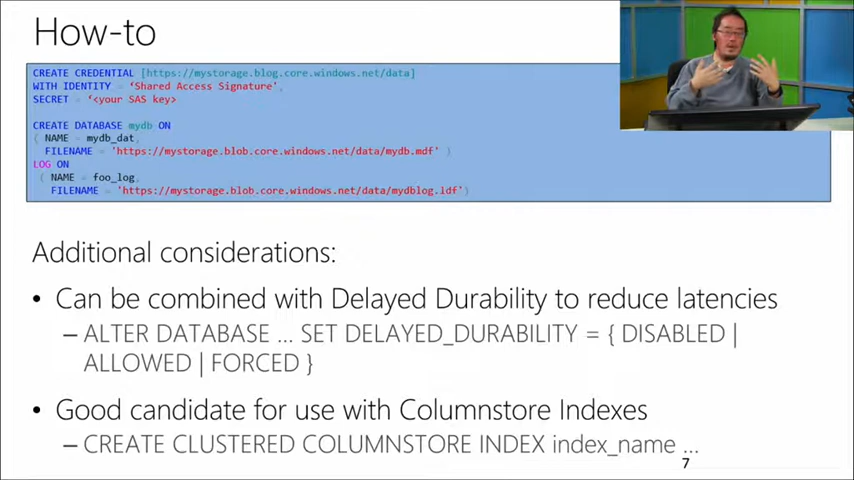 How-to
CREATE CREDENTIAL [https://mystorage.blog.core.windows.net/data]
WITH IDENTITY = ‘Shared Access Signature’,
SECRET = ‘<your SAS key>
CREATE DATABASE mydb ON
( NAME = mydb_dat,
FILENAME = 'https://mystorage.blob.core.windows.net/data/mydb.mdf' )
LOG ON
( NAME = foo_log,
FILENAME = 'https://mystorage.blob.core.windows.net/data/mydblog.ldf')
Additional considerations:
• Can be combined with Delayed Durability to reduce latencies
– ALTER DATABASE ... SET DELAYED_DURABILITY = { DISABLED |
ALLOWED | FORCED }
• Good candidate for use with Columnstore Indexes
– CREATE CLUSTERED COLUMNSTORE INDEX index_name ...
7